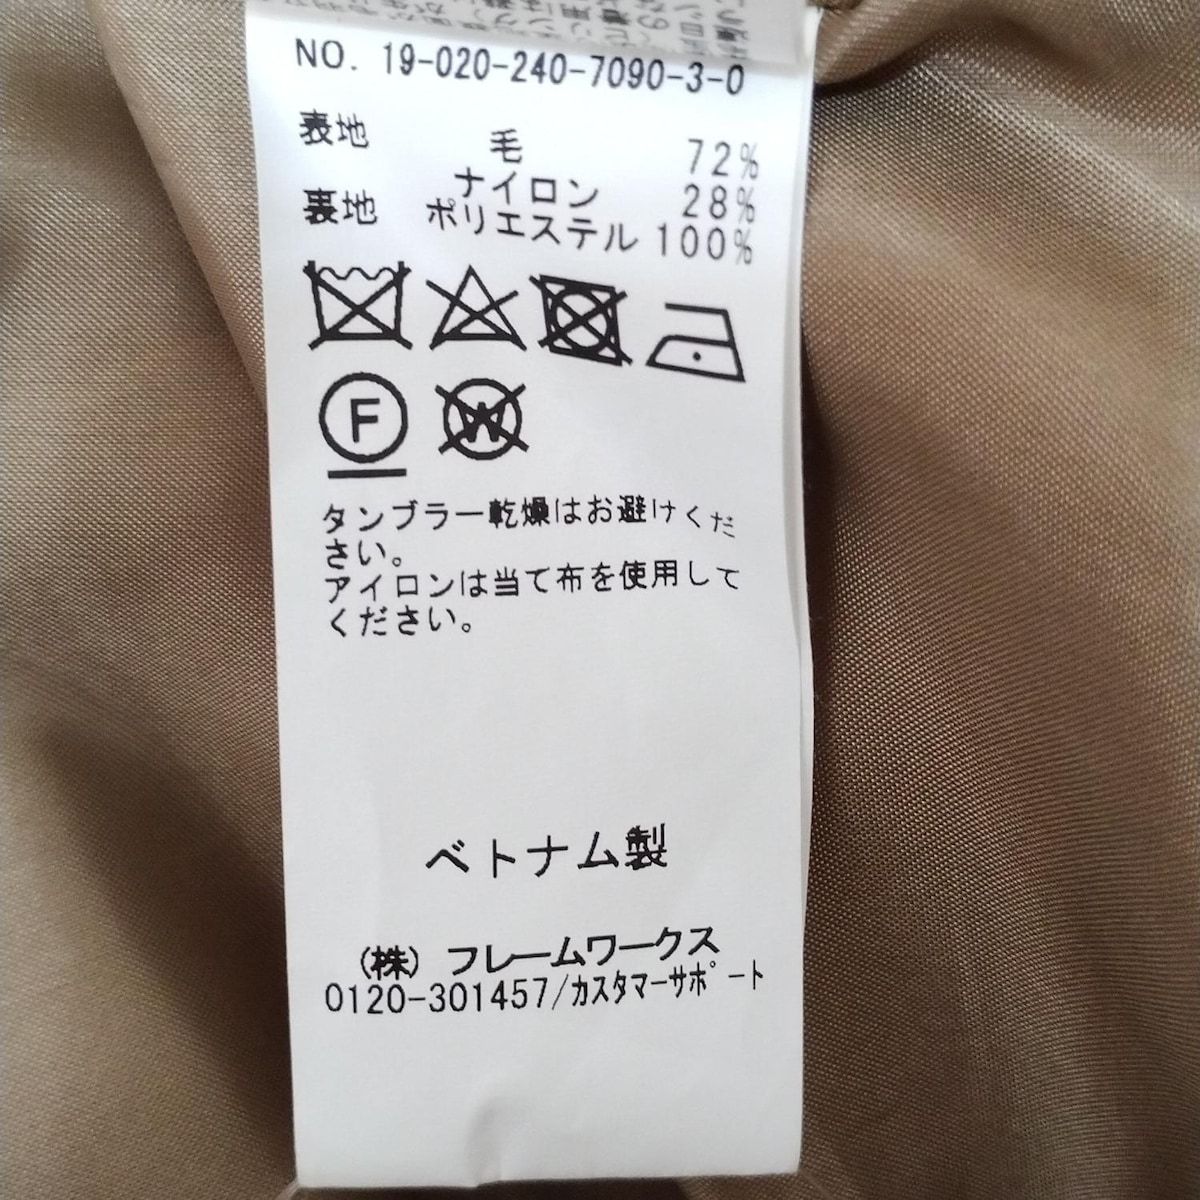 NO. 19-020-240-7090-3-0
表地 毛 72%
ナイロン 28%
裏地 ポリエステル 100%
F
W
タンブラー乾燥はお避けくだ
さい。
アイロンは当て布を使用して
ください。
ベトナム製
(株) フレームワークス
0120-301457/カスタマーサポート